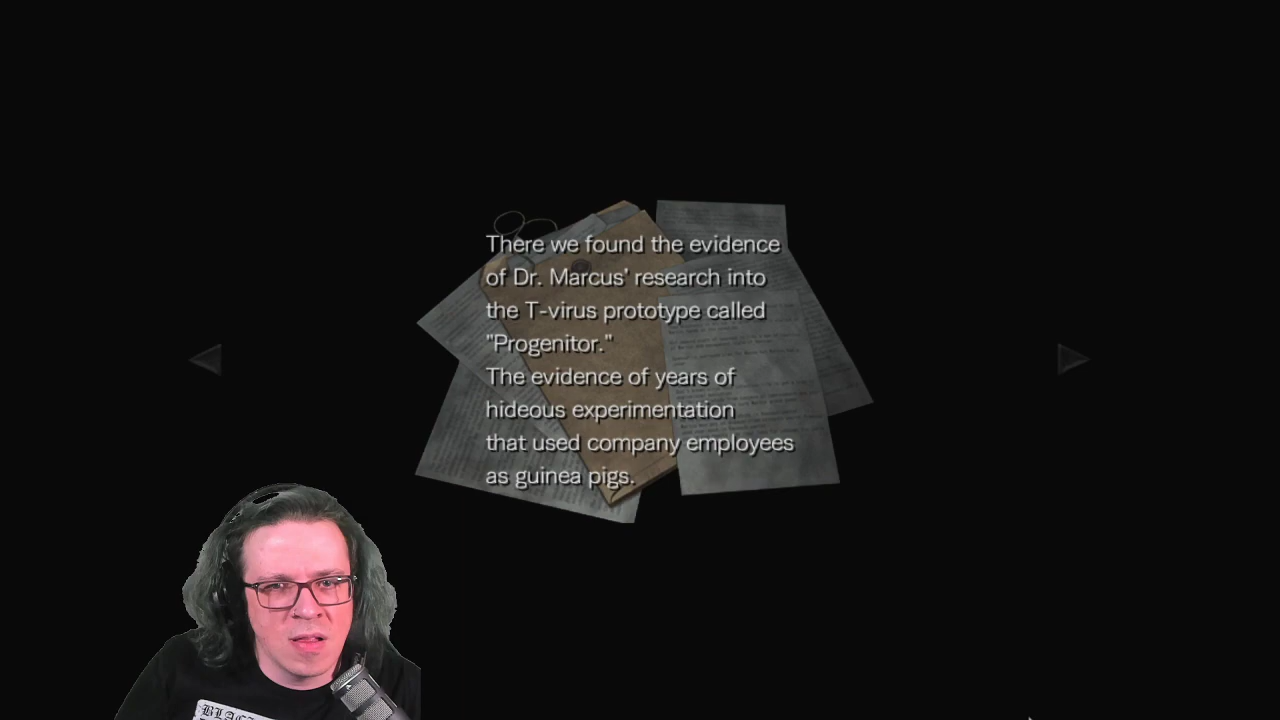 There we found the evidence
of Dr. Marcus' research into
the T-virus prototype called
"Progenitor."
The evidence of years of
hideous experimentation
that used company employees
as guinea pigs.